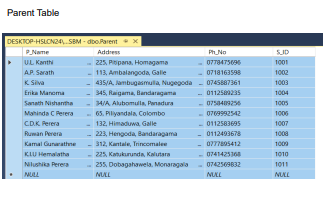 Parent Table
DESKTOP-HSLCN24\...SBM - dbo.Parent
P_Name Address Ph_No S_ID
U.L. Kanthi ... 225, Pitipana, Homagama ... 0778475696 1001
A.P. Sarath ... 113, Ambalangoda, Galle ... 0718163598 1002
K. Silva ... 435/A, Jambugasmulla, Nugegoda ... 0745887361 1003
Erika Manoma ... 345, Raigama, Bandaragama ... 0112589235 1004
Sanath Nishantha ... 34/A, Alubomulla, Panadura ... 0758489256 1005
Mahinda C Perera ... 65, Piliyandala, Colombo ... 0769992542 1006
C.D.K. Perera ... 132, Himaduwa, Galle ... 0112583695 1007
Ruwan Perera ... 223, Hengoda, Bandaragama ... 0112493678 1008
Kamal Gunarathne ... 312, Kantale, Trincomalee ... 0777895412 1009
K.I.U Hemalatha ... 225, Katukurunda, Kalutara ... 0741425368 1010
Nilushika Perera ... 255, Dobagahawela, Monaragala ... 0742569832 1011
NULL NULL NULL NULL